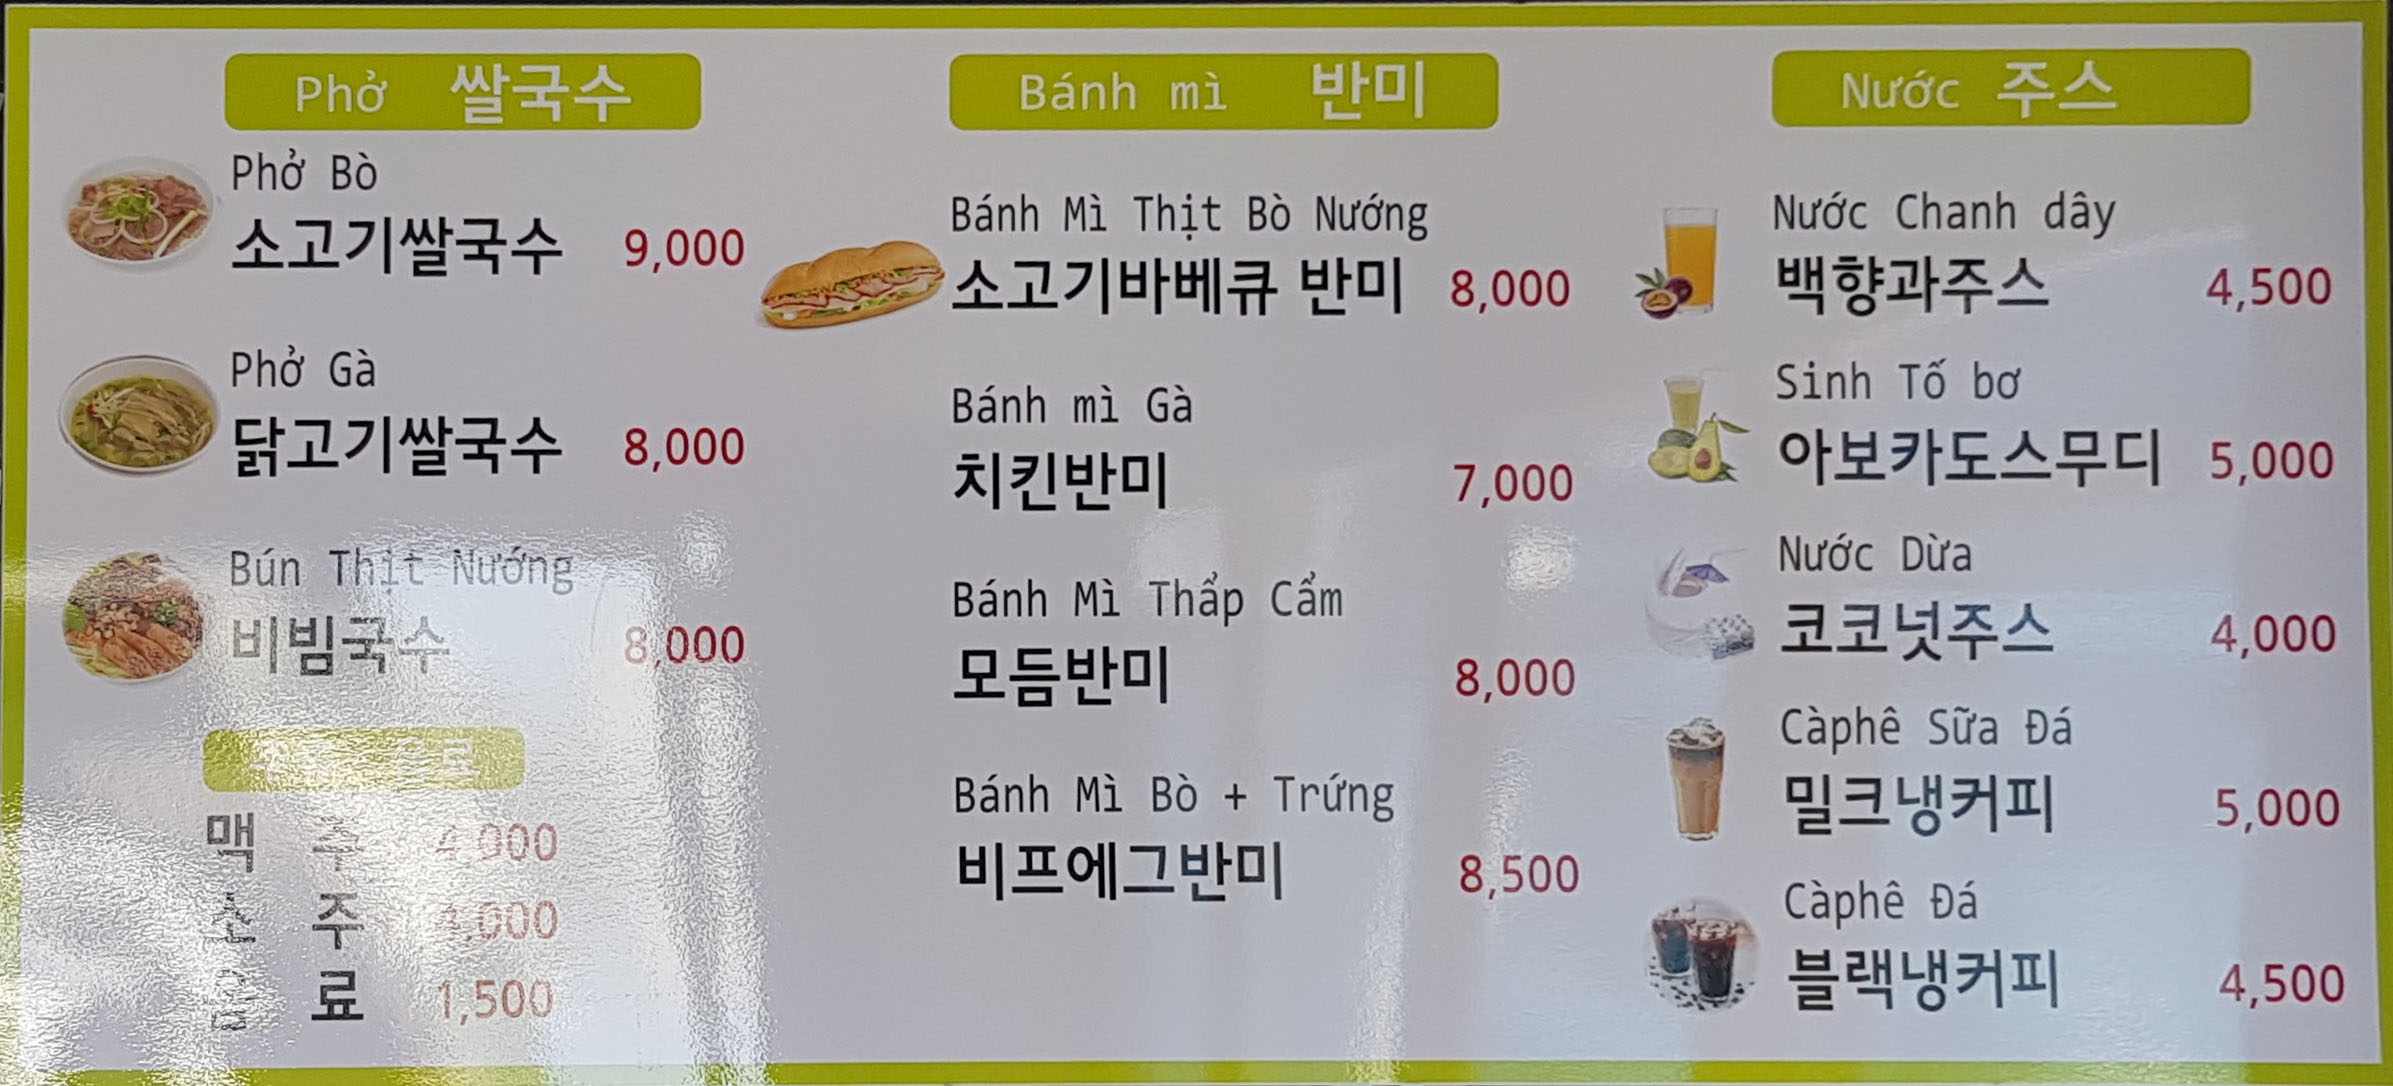 Phở 쌀국수
Phở Bò
소고기쌀국수 9,000
Phở Gà
닭고기쌀국수 8,000
Bún Thịt Nướng
비빔국수 8,000
음료
맥 주 4,000
소 주 4,000
음 료 1,500
Bánh mì 반미
Bánh Mì Thịt Bò Nướng
소고기바베큐 반미 8,000
Bánh mì Gà
치킨반미 7,000
Bánh Mì Thẩp Cẩm
모듬반미 8,000
Bánh Mì Bò + Trứng
비프에그반미 8,500
Nước 주스
Nước Chanh dây
백향과주스 4,500
Sinh Tố bơ
아보카도스무디 5,000
Nước Dừa
코코넛주스 4,000
Càphê Sữa Đá
밀크냉커피 5,000
Càphê Đá
블랙냉커피 4,500